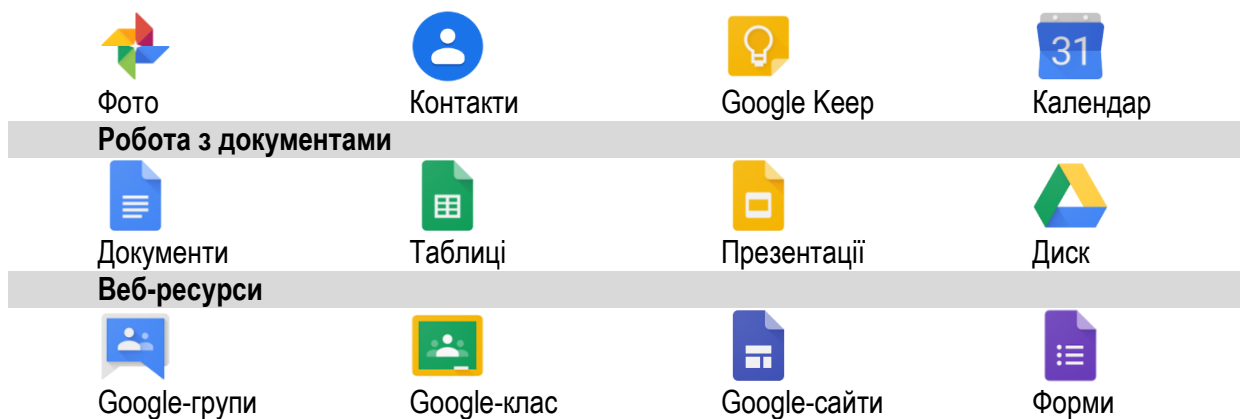 31
Фото Контакти Google Keep Календар
Робота з документами
Документи Таблиці Презентації Диск
Веб-ресурси
Google-групи Google-клас Google-сайти Форми